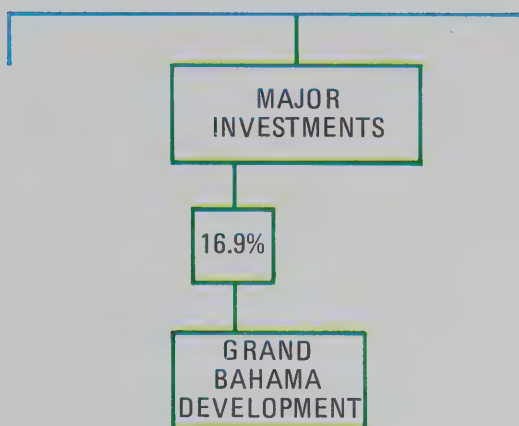 MAJOR
INVESTMENTS
16.9%
GRAND
BAHAMA
DEVELOPMENT